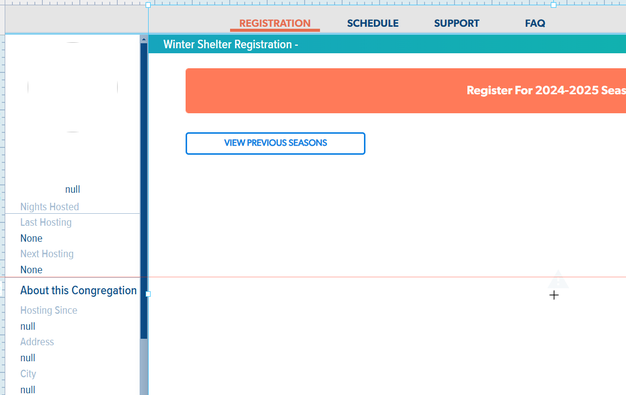 REGISTRATION SCHEDULE SUPPORT FAQ
Winter Shelter Registration -
Register For 2024-2025
VIEW PREVIOUS SEASONS
null
Nights Hosted
Last Hosting
None
Next Hosting
None
About this Congregation
Hosting Since
null
Address
null
City
null